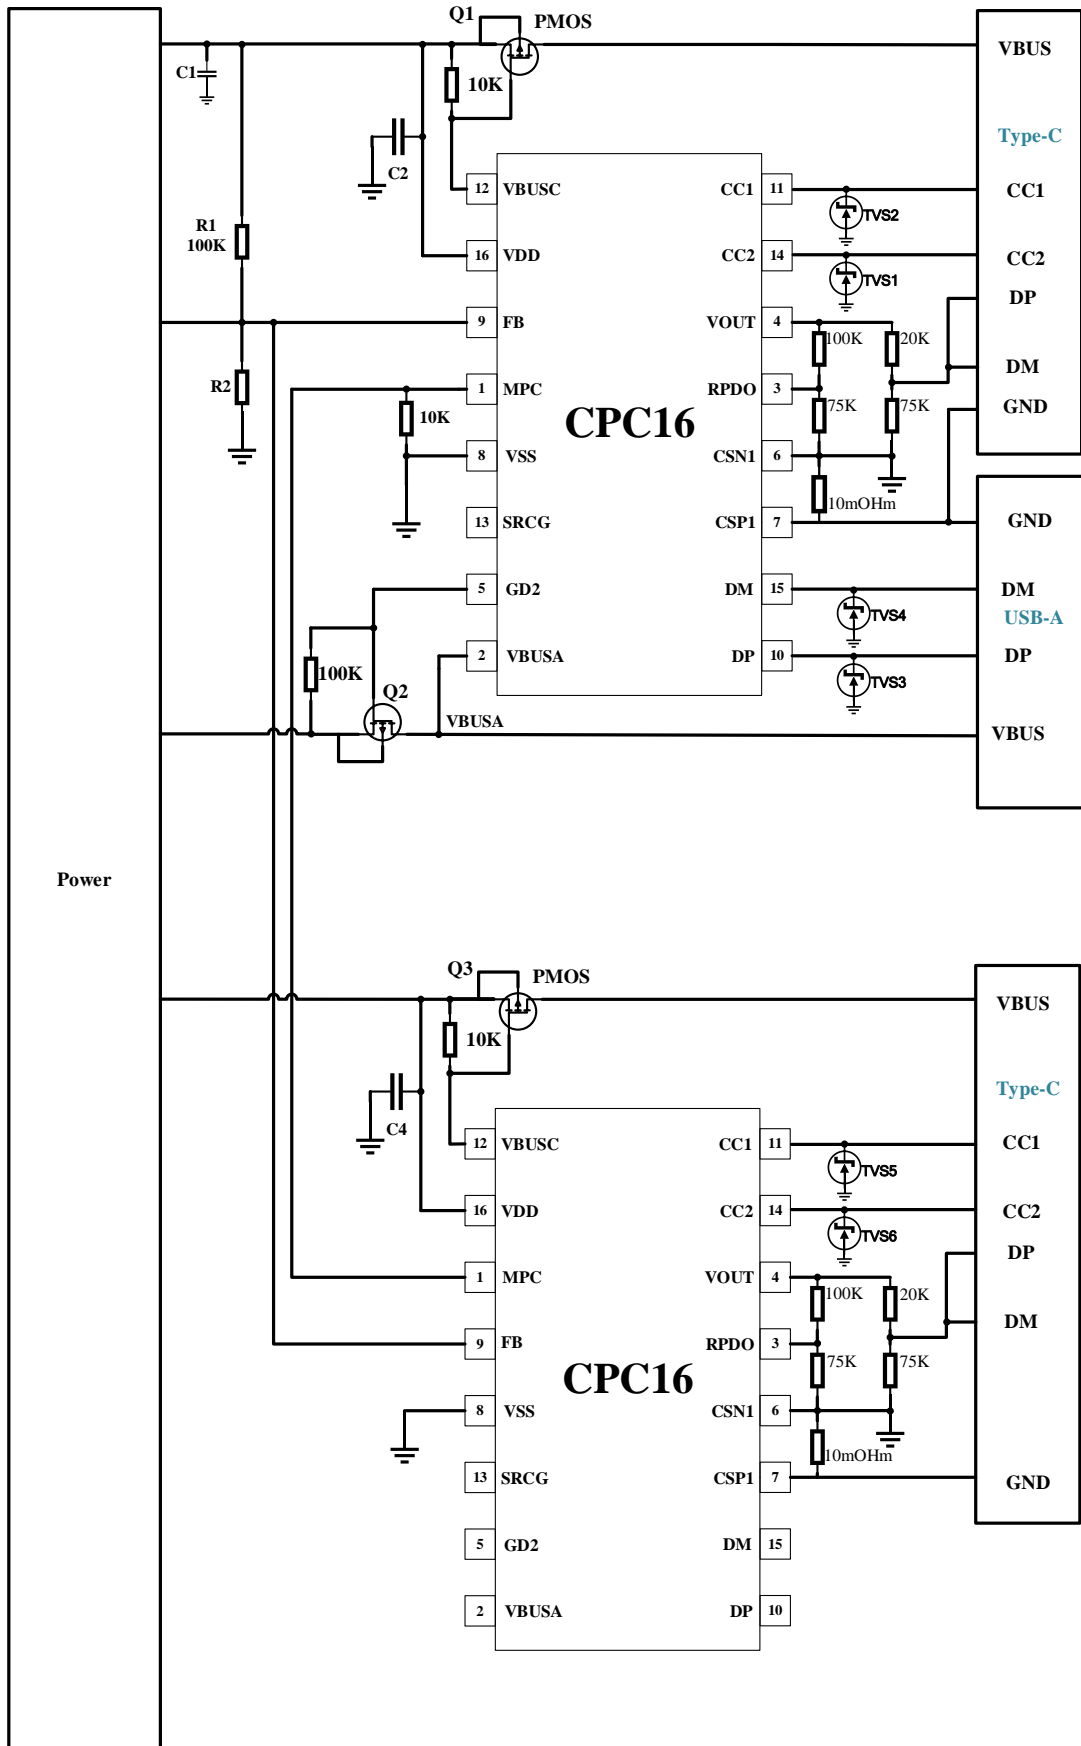 Q1 PMOS
VBUS
C1
10K
Type-C
C2
12 VBUSC CC1 11 CC1
TVS2
R1
100K
16 VDD CC2 14 CC2
TVS1
DP
9 FB VOUT 4
100K 20K
R2
DM
1 MPC RPDO 3
10K
CPC16
75K 75K
GND
8 VSS CSN1 6
10mOHm
13 SRCG CSP1 7 GND
5 GD2 DM 15 DM
TVS4
USB-A
2 VBUSA DP 10 DP
100K
TVS3
Q2
VBUSA
VBUS
Power
Q3 PMOS
VBUS
10K
Type-C
C4
12 VBUSC CC1 11 CC1
TVS5
16 VDD CC2 14 CC2
TVS6
DP
1 MPC VOUT 4
100K 20K
DM
9 FB RPDO 3
CPC16
75K 75K
8 VSS CSN1 6
10mOHm
13 SRCG CSP1 7 GND
5 GD2 DM 15
2 VBUSA DP 10